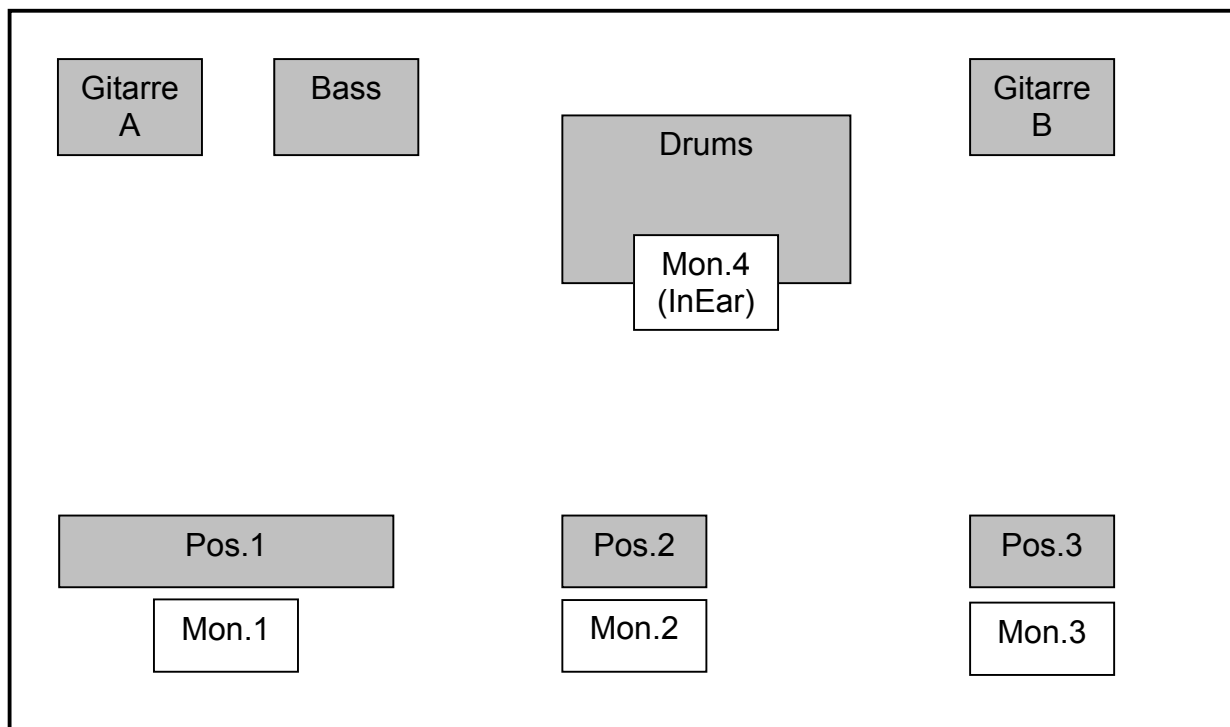 Gitarre
A
Bass
Drums
Gitarre
B
Mon.4
(InEar)
Pos.1
Pos.2
Pos.3
Mon.1
Mon.2
Mon.3